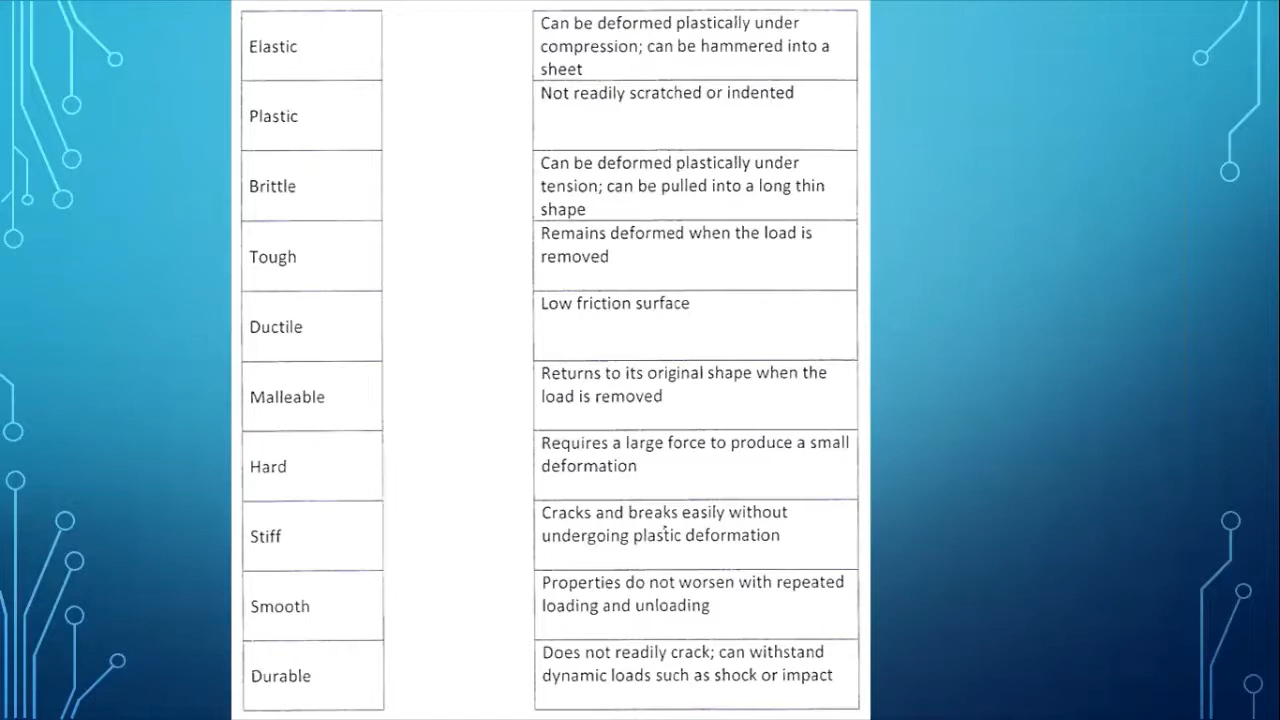 Elastic
Can be deformed plastically under
compression; can be hammered into a
sheet
Plastic
Not readily scratched or indented
Brittle
Can be deformed plastically under
tension; can be pulled into a long thin
shape
Tough
Remains deformed when the load is
removed
Ductile
Low friction surface
Malleable
Returns to its original shape when the
load is removed
Hard
Requires a large force to produce a small
deformation
Stiff
Cracks and breaks easily without
undergoing plastic deformation
Smooth
Properties do not worsen with repeated
loading and unloading
Durable
Does not readily crack; can withstand
dynamic loads such as shock or impact